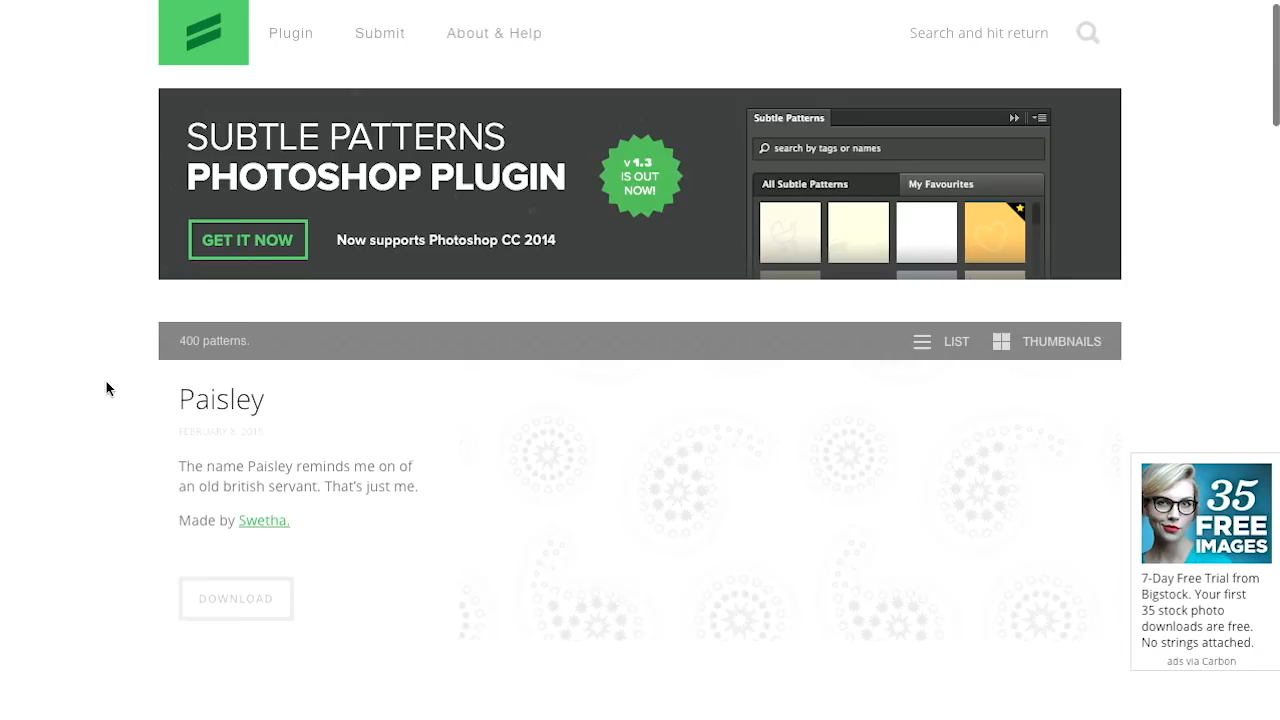 Plugin
Submit
About & Help
Search and hit return
SUBTLE PATTERNS
PHOTOSHOP PLUGIN
GET IT NOW
Now supports Photoshop CC 2014
v 1.3
IS OUT
NOW!
Subtle Patterns
search by tags or names
All Subtle Patterns
My Favourites
400 patterns.
LIST
THUMBNAILS
Paisley
FEBRUARY 8, 2015
The name Paisley reminds me on of
an old british servant. That's just me.
Made by Swetha.
DOWNLOAD
35
FREE
IMAGES
7-Day Free Trial from
Bigstock. Your first
35 stock photo
downloads are free.
No strings attached.
ads via Carbon